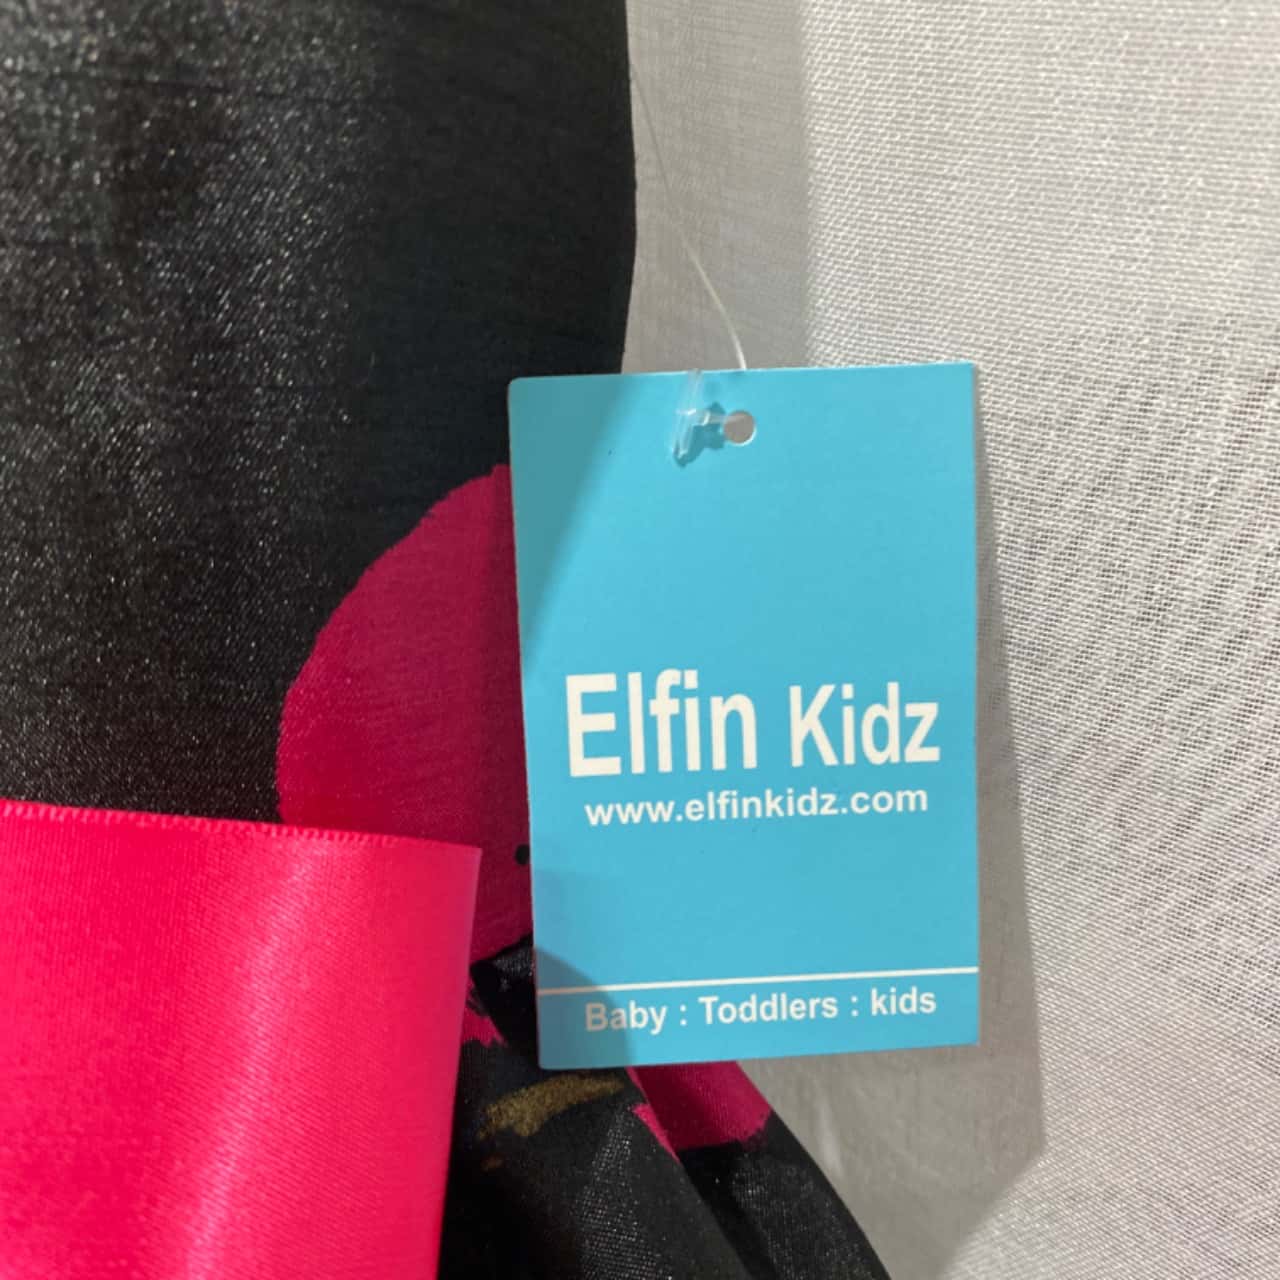 Elfin Kidz
www.elfinkidz.com
Baby : Toddlers : kids